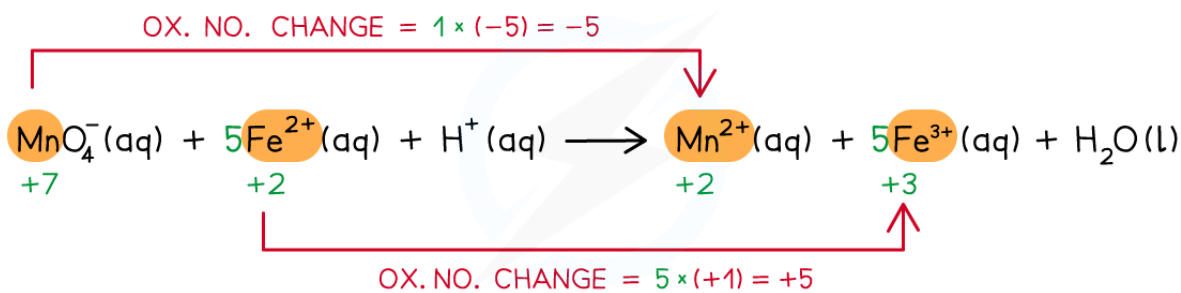 OX. NO. CHANGE = 1 × (−5) = −5
MnO₄⁻(aq) + 5Fe²⁺(aq) + H⁺(aq) ⟶ Mn²⁺(aq) + 5Fe³⁺(aq) + H₂O(l)
+7 +2 +2 +3
OX. NO. CHANGE = 5 × (+1) = +5